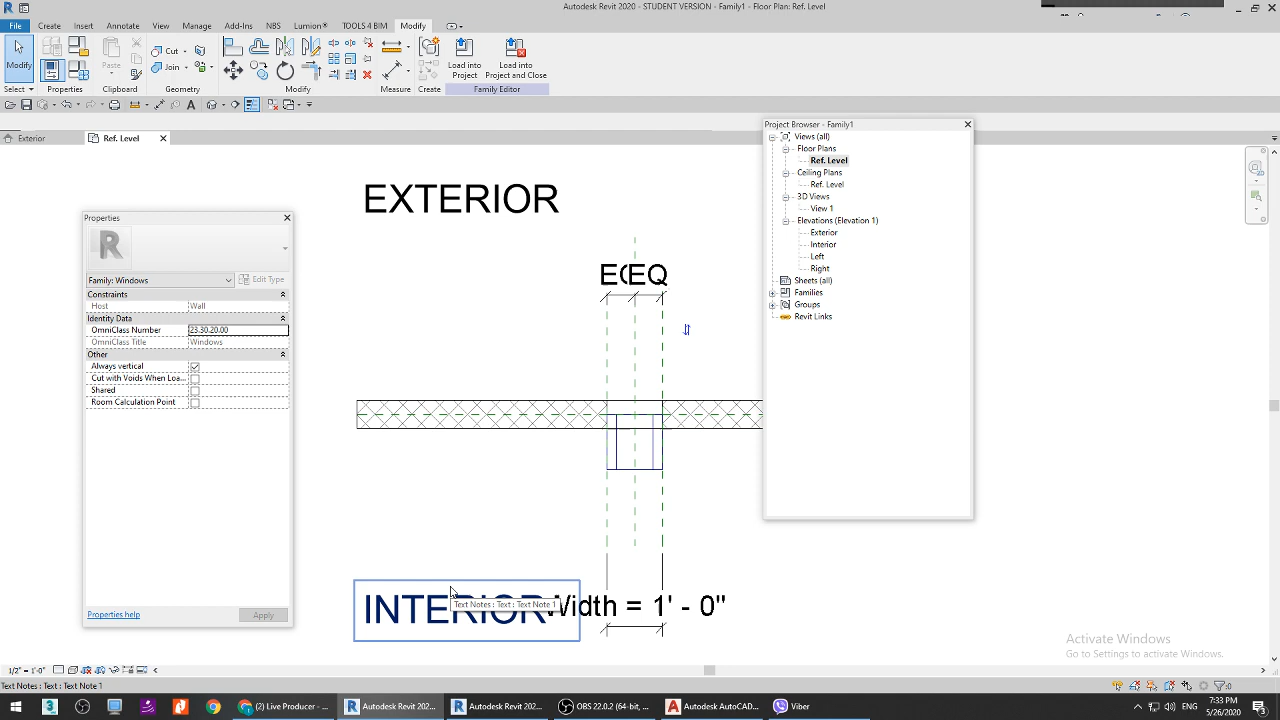 Autodesk Revit 2020 - STUDENT VERSION - Family1 - Floor Plan: Ref. Level
File Create Insert Annotate View Manage Add-Ins NBS Lumion® TOOLS 4 BIM Modify
Modify
Paste
Cut
Join
Load into Project
Load into Project and Close
Select Properties Clipboard Geometry Modify Measure Create Family Editor
Exterior
Ref. Level
Project Browser - Family1
Views (all)
Floor Plans
Ref. Level
Ceiling Plans
Ref. Level
3D Views
View 1
Elevations (Elevation 1)
Exterior
Interior
Left
Right
Sheets (all)
Families
Groups
Revit Links
Properties
Family: Windows
Edit Type
Constraints
Host Wall
Identity Data
OmniClass Number 23.30.20.00
OmniClass Title Windows
Other
Always vertical
Cut with Voids When Loa...
Shared
Room Calculation Point
Properties help
Apply
EXTERIOR
EQ
INTERIOR
Text Notes : Text : Text Note 1
Width = 1' - 0"
Activate Windows
Go to Settings to activate Windows.
1/2" = 1'-0"
Text Notes : Text : Text Note 1
:0
(2) Live Producer - ...
Autodesk Revit 202...
Autodesk Revit 202...
OBS 22.0.2 (64-bit, ...
Autodesk AutoCAD...
Viber
7:33 PM
5/26/2020